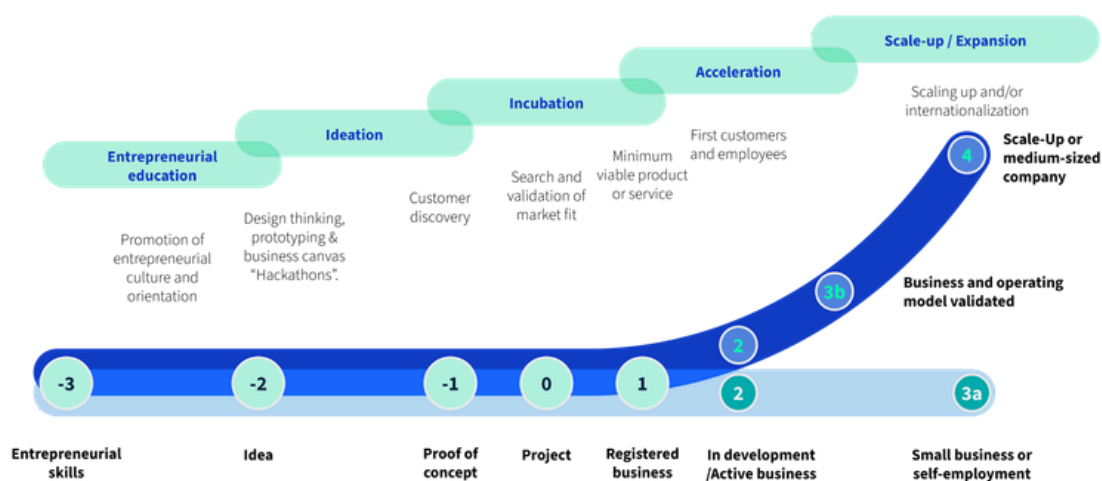 Scale-up / Expansion
Acceleration
Incubation
Ideation
Entrepreneurial
education
Scaling up and/or
internationalization
First customers
and employees
Minimum
viable product
or service
Search and
validation of
market fit
Customer
discovery
Design thinking,
prototyping &
business canvas
"Hackathons".
Promotion of
entrepreneurial
culture and
orientation
4
Scale-Up or
medium-sized
company
3b
Business and operating
model validated
2
-3
-2
-1
0
1
2
3a
Entrepreneurial
skills
Idea
Proof of
concept
Project
Registered
business
In development
/Active business
Small business or
self-employment